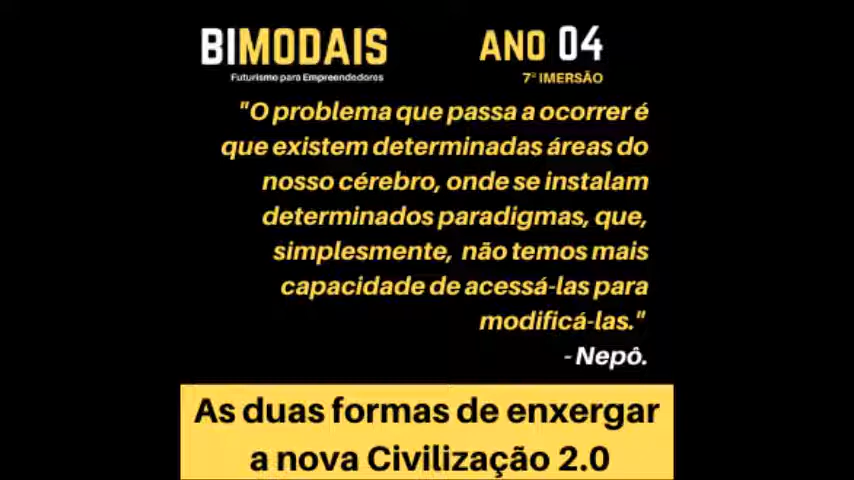 BIMODAIS
Futurismo para Empreendedores
ANO 04
7ª IMERSÃO
"O problema que passa a ocorrer é
que existem determinadas áreas do
nosso cérebro, onde se instalam
determinados paradigmas, que,
simplesmente, não temos mais
capacidade de acessá-las para
modificá-las."
- Nepô.
As duas formas de enxergar
a nova Civilização 2.0